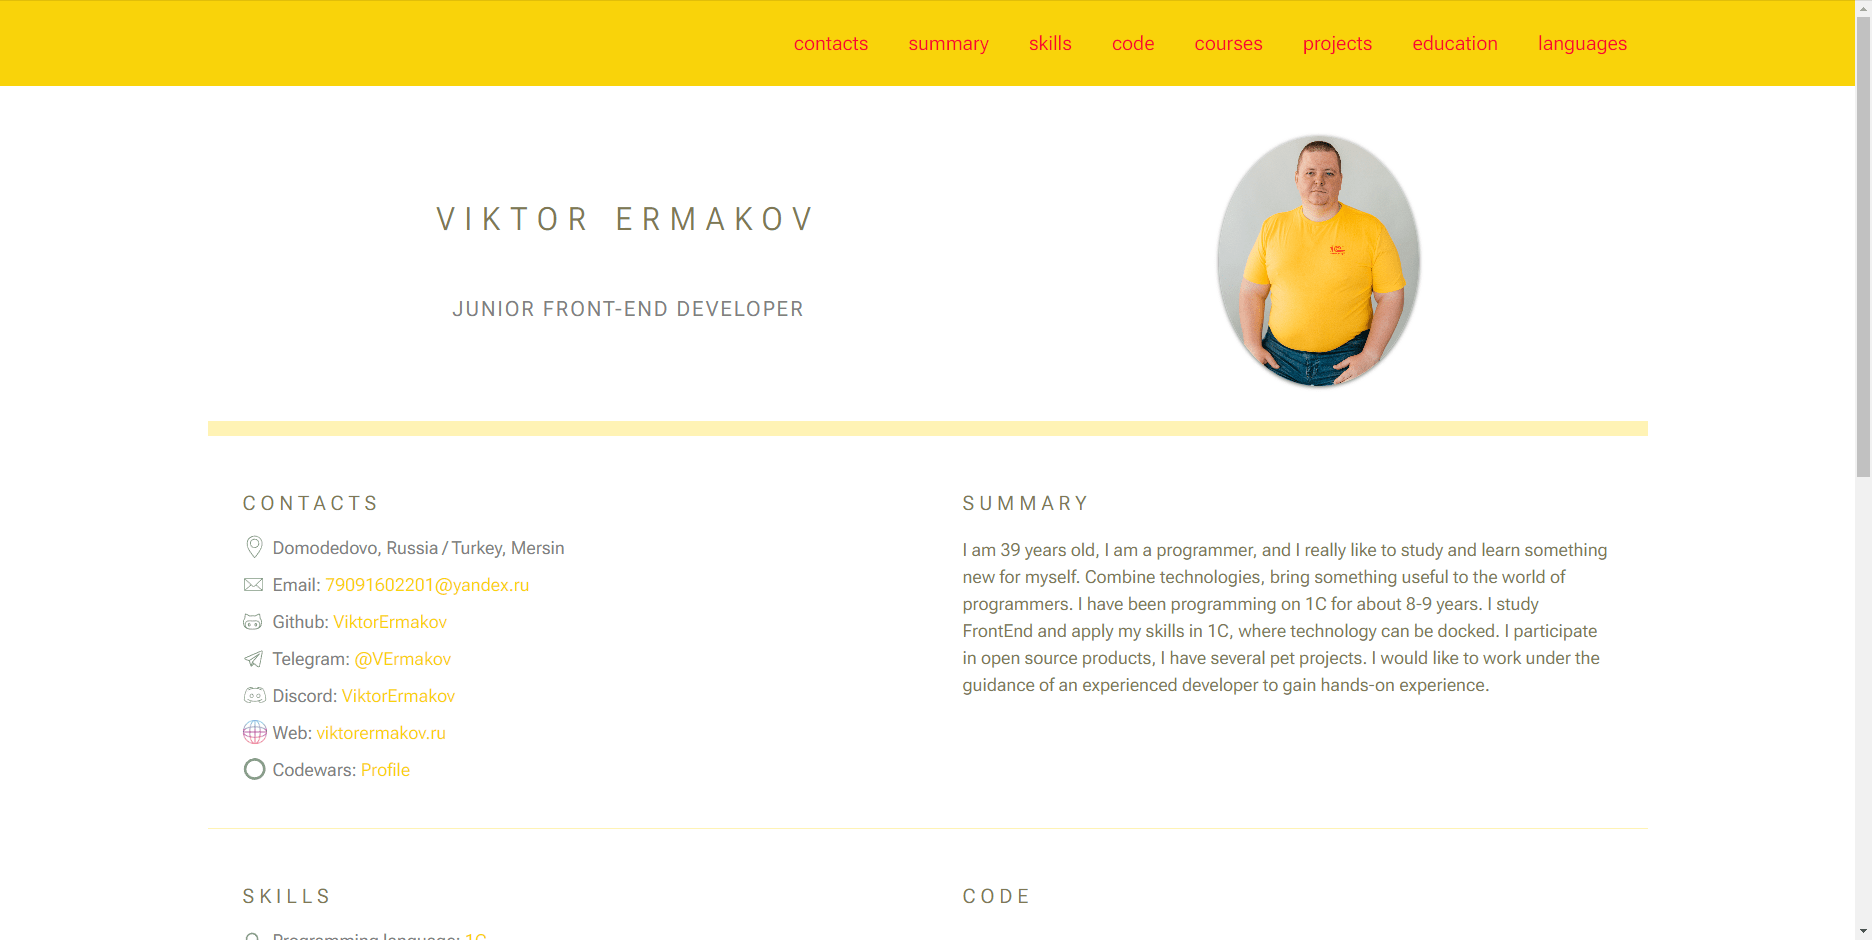 contacts summary skills code courses projects education languages
VIKTOR ERMAKOV
JUNIOR FRONT-END DEVELOPER
CONTACTS
Domodedovo, Russia / Turkey, Mersin
Email: 79091602201@yandex.ru
Github: ViktorErmakov
Telegram: @VErmakov
Discord: ViktorErmakov
Web: viktorermakov.ru
Codewars: Profile
SUMMARY
I am 39 years old, I am a programmer, and I really like to study and learn something
new for myself. Combine technologies, bring something useful to the world of
programmers. I have been programming on 1C for about 8-9 years. I study
FrontEnd and apply my skills in 1C, where technology can be docked. I participate
in open source products, I have several pet projects. I would like to work under the
guidance of an experienced developer to gain hands-on experience.
SKILLS
Programming language: 1C
CODE